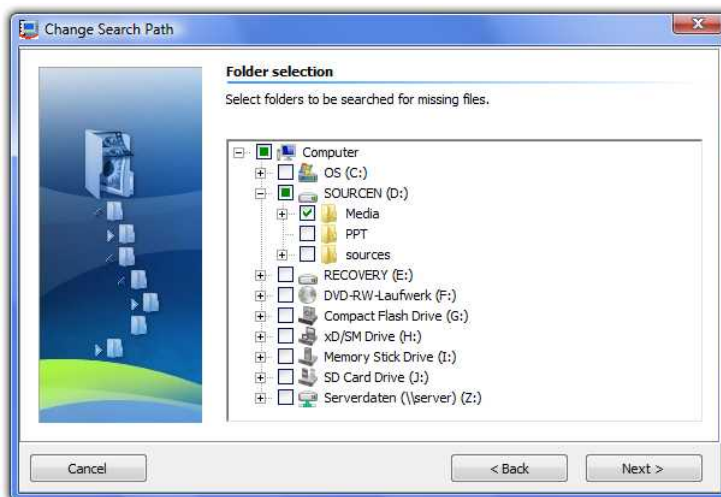 Change Search Path
Folder selection
Select folders to be searched for missing files.
Computer
OS (C:)
SOURCEN (D:)
Media
PPT
sources
RECOVERY (E:)
DVD-RW-Laufwerk (F:)
Compact Flash Drive (G:)
xD/SM Drive (H:)
Memory Stick Drive (I:)
SD Card Drive (J:)
Serverdaten (\\server) (Z:)
Cancel
< Back
Next >